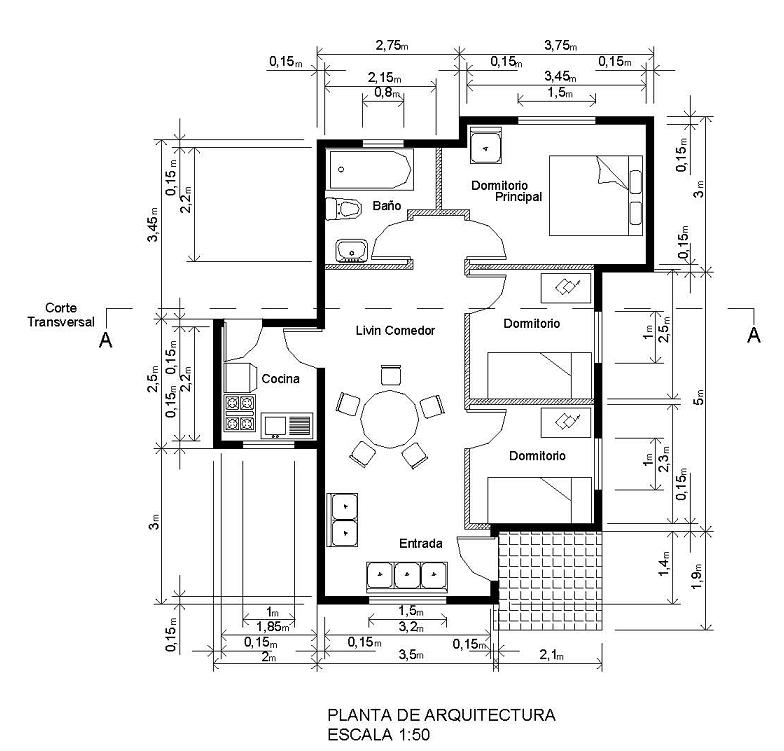 2,75m
3,75m
0,15m
0,15m
0,15m
2,15m
3,45m
0,8m
1,5m
0,15m
2,2m
3,45m
0,15m
3m
0,15m
Dormitorio
Principal
Baño
Corte
Transversal
A
A
Livin Comedor
Dormitorio
1m
2,5m
0,15m
2,5m
2,2m
0,15m
Cocina
5m
Dormitorio
1m
2,3m
0,15m
3m
Entrada
1,4m
1,9m
1m
1,5m
1,85m
3,2m
0,15m
0,15m
0,15m
0,15m
2m
3,5m
2,1m
PLANTA DE ARQUITECTURA
ESCALA 1:50